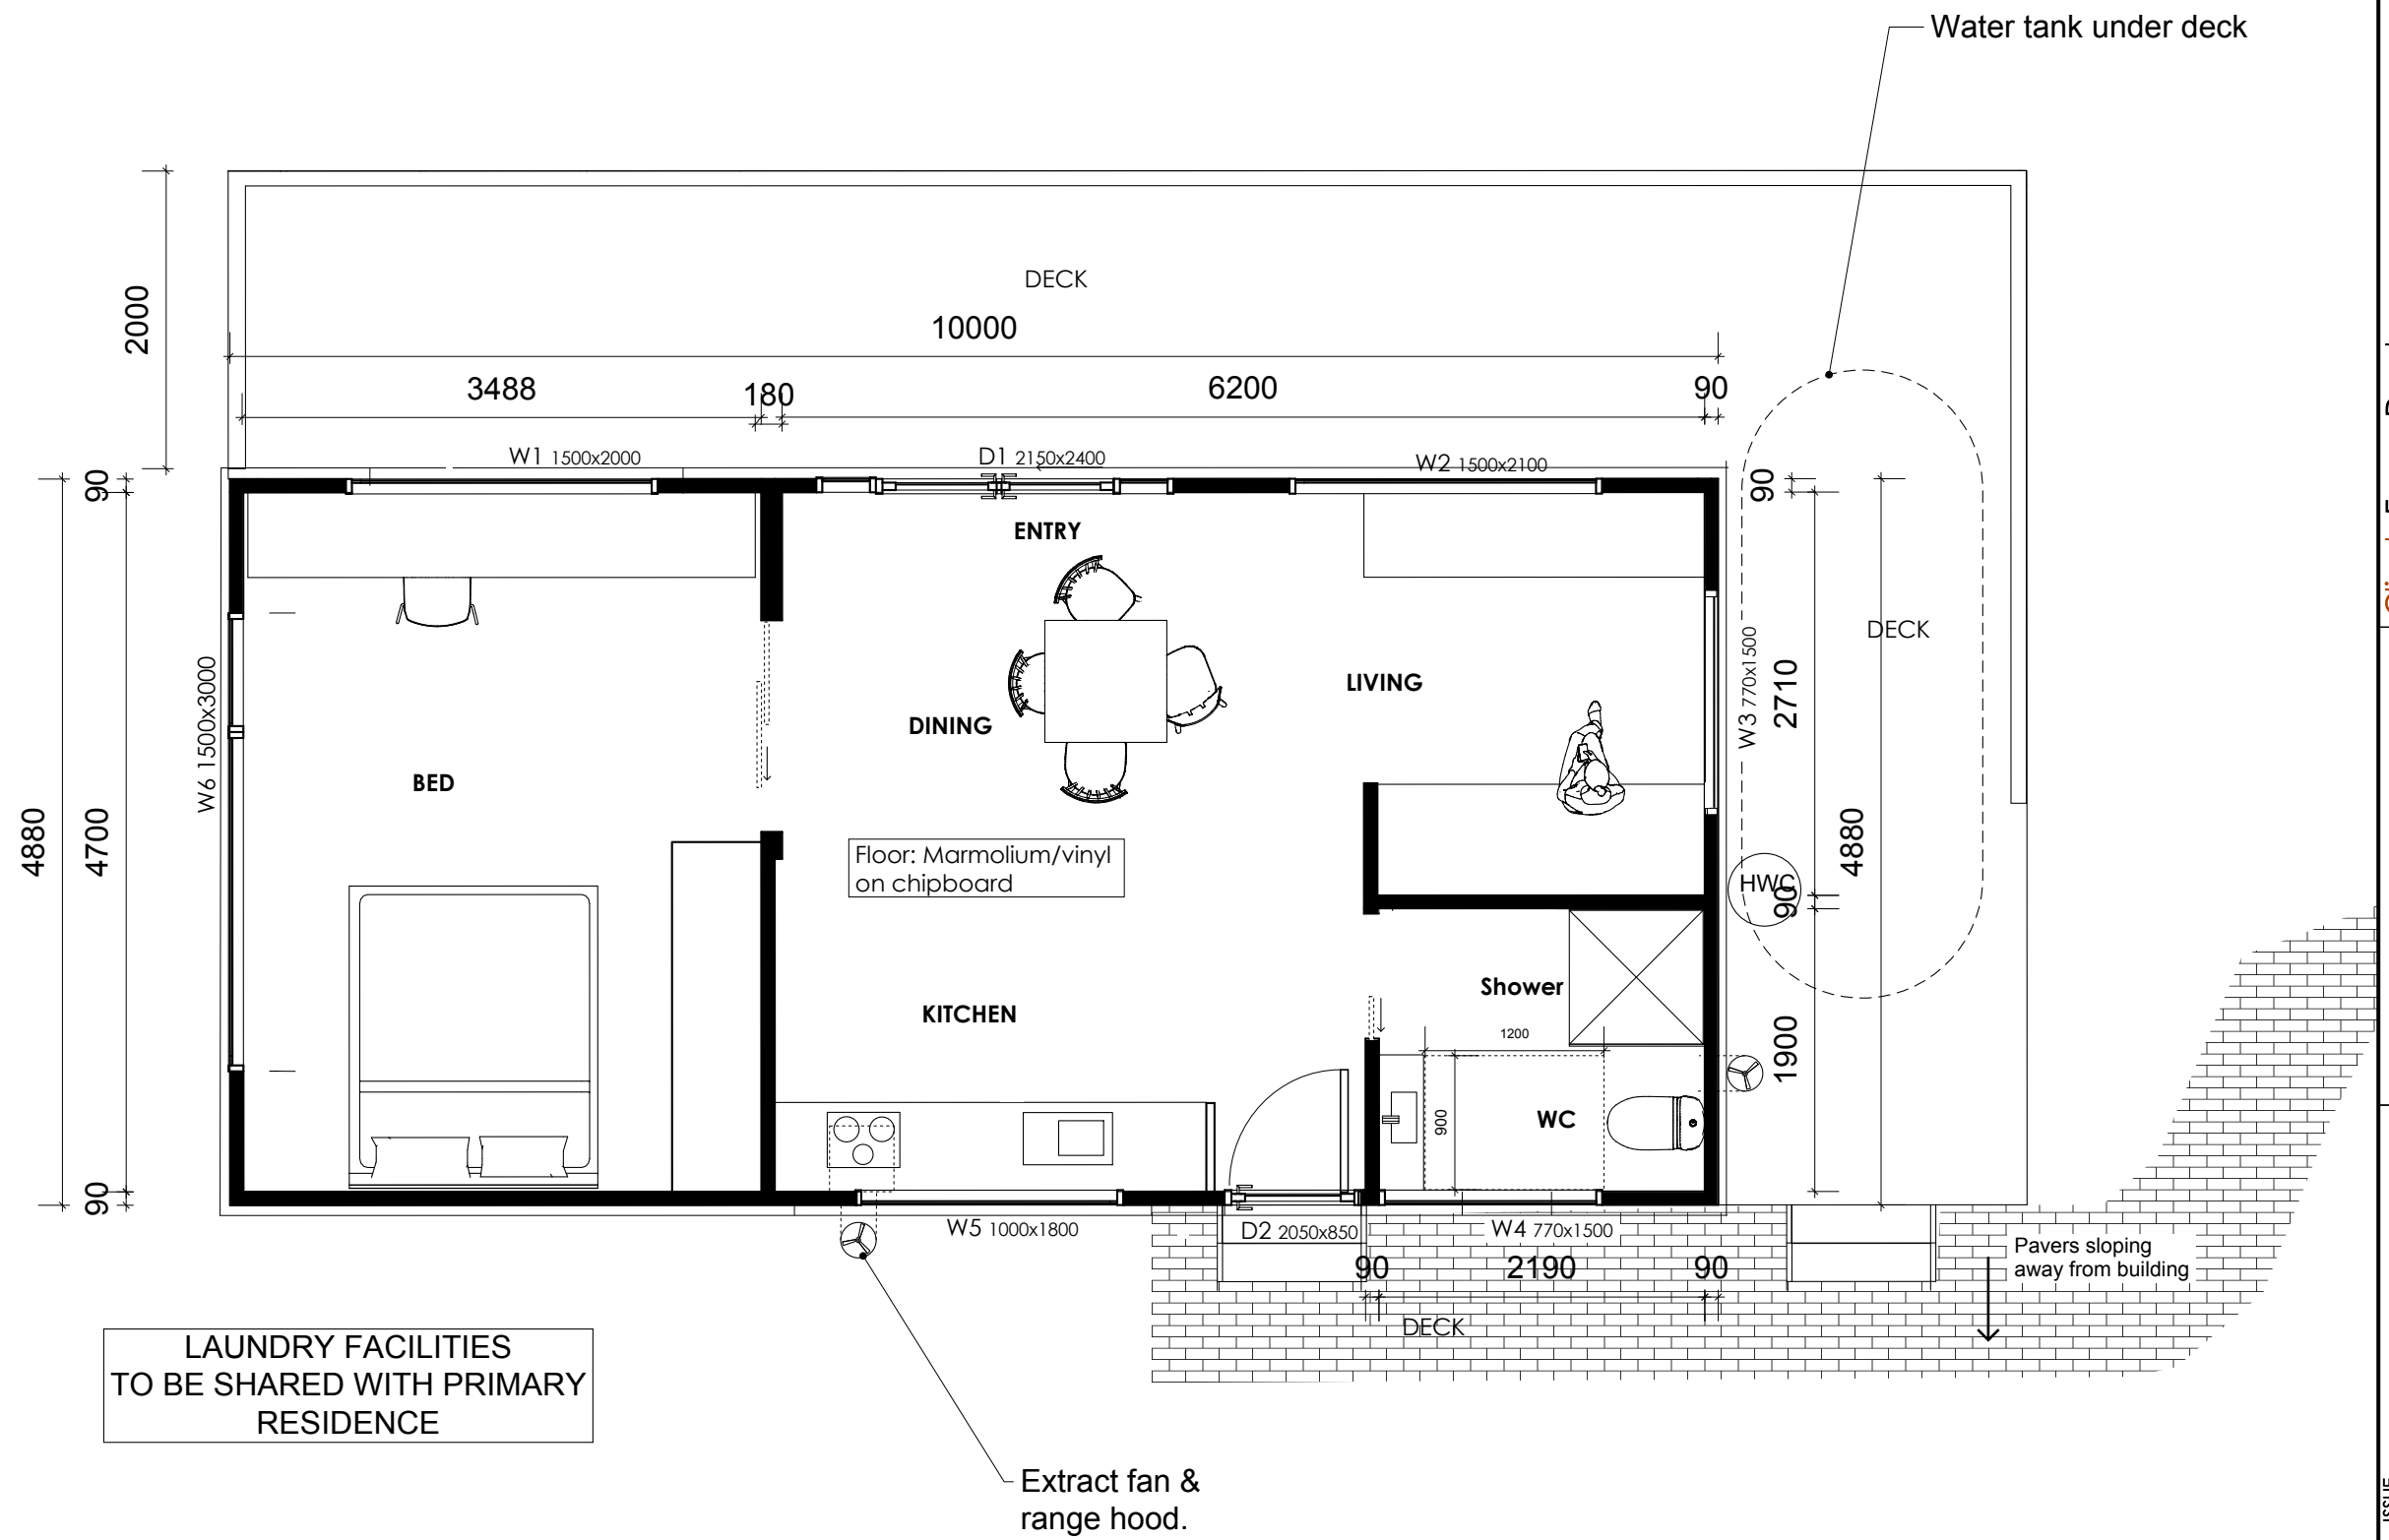 Water tank under deck
DECK
2000
10000
3488
180
6200
90
W1 1500x2000
D1 2150x2400
W2 1500x2100
90
90
ENTRY
W6 1500x3000
W3 770x1500
DECK
2710
LIVING
DINING
BED
4880
4700
4880
Floor: Marmolium/vinyl
on chipboard
HWC
90
Shower
KITCHEN
1200
1900
900
WC
90
W5 1000x1800
D2 2050x850
W4 770x1500
90
2190
90
Pavers sloping
away from building
DECK
LAUNDRY FACILITIES
TO BE SHARED WITH PRIMARY
RESIDENCE
Extract fan &
range hood.
ISSUE